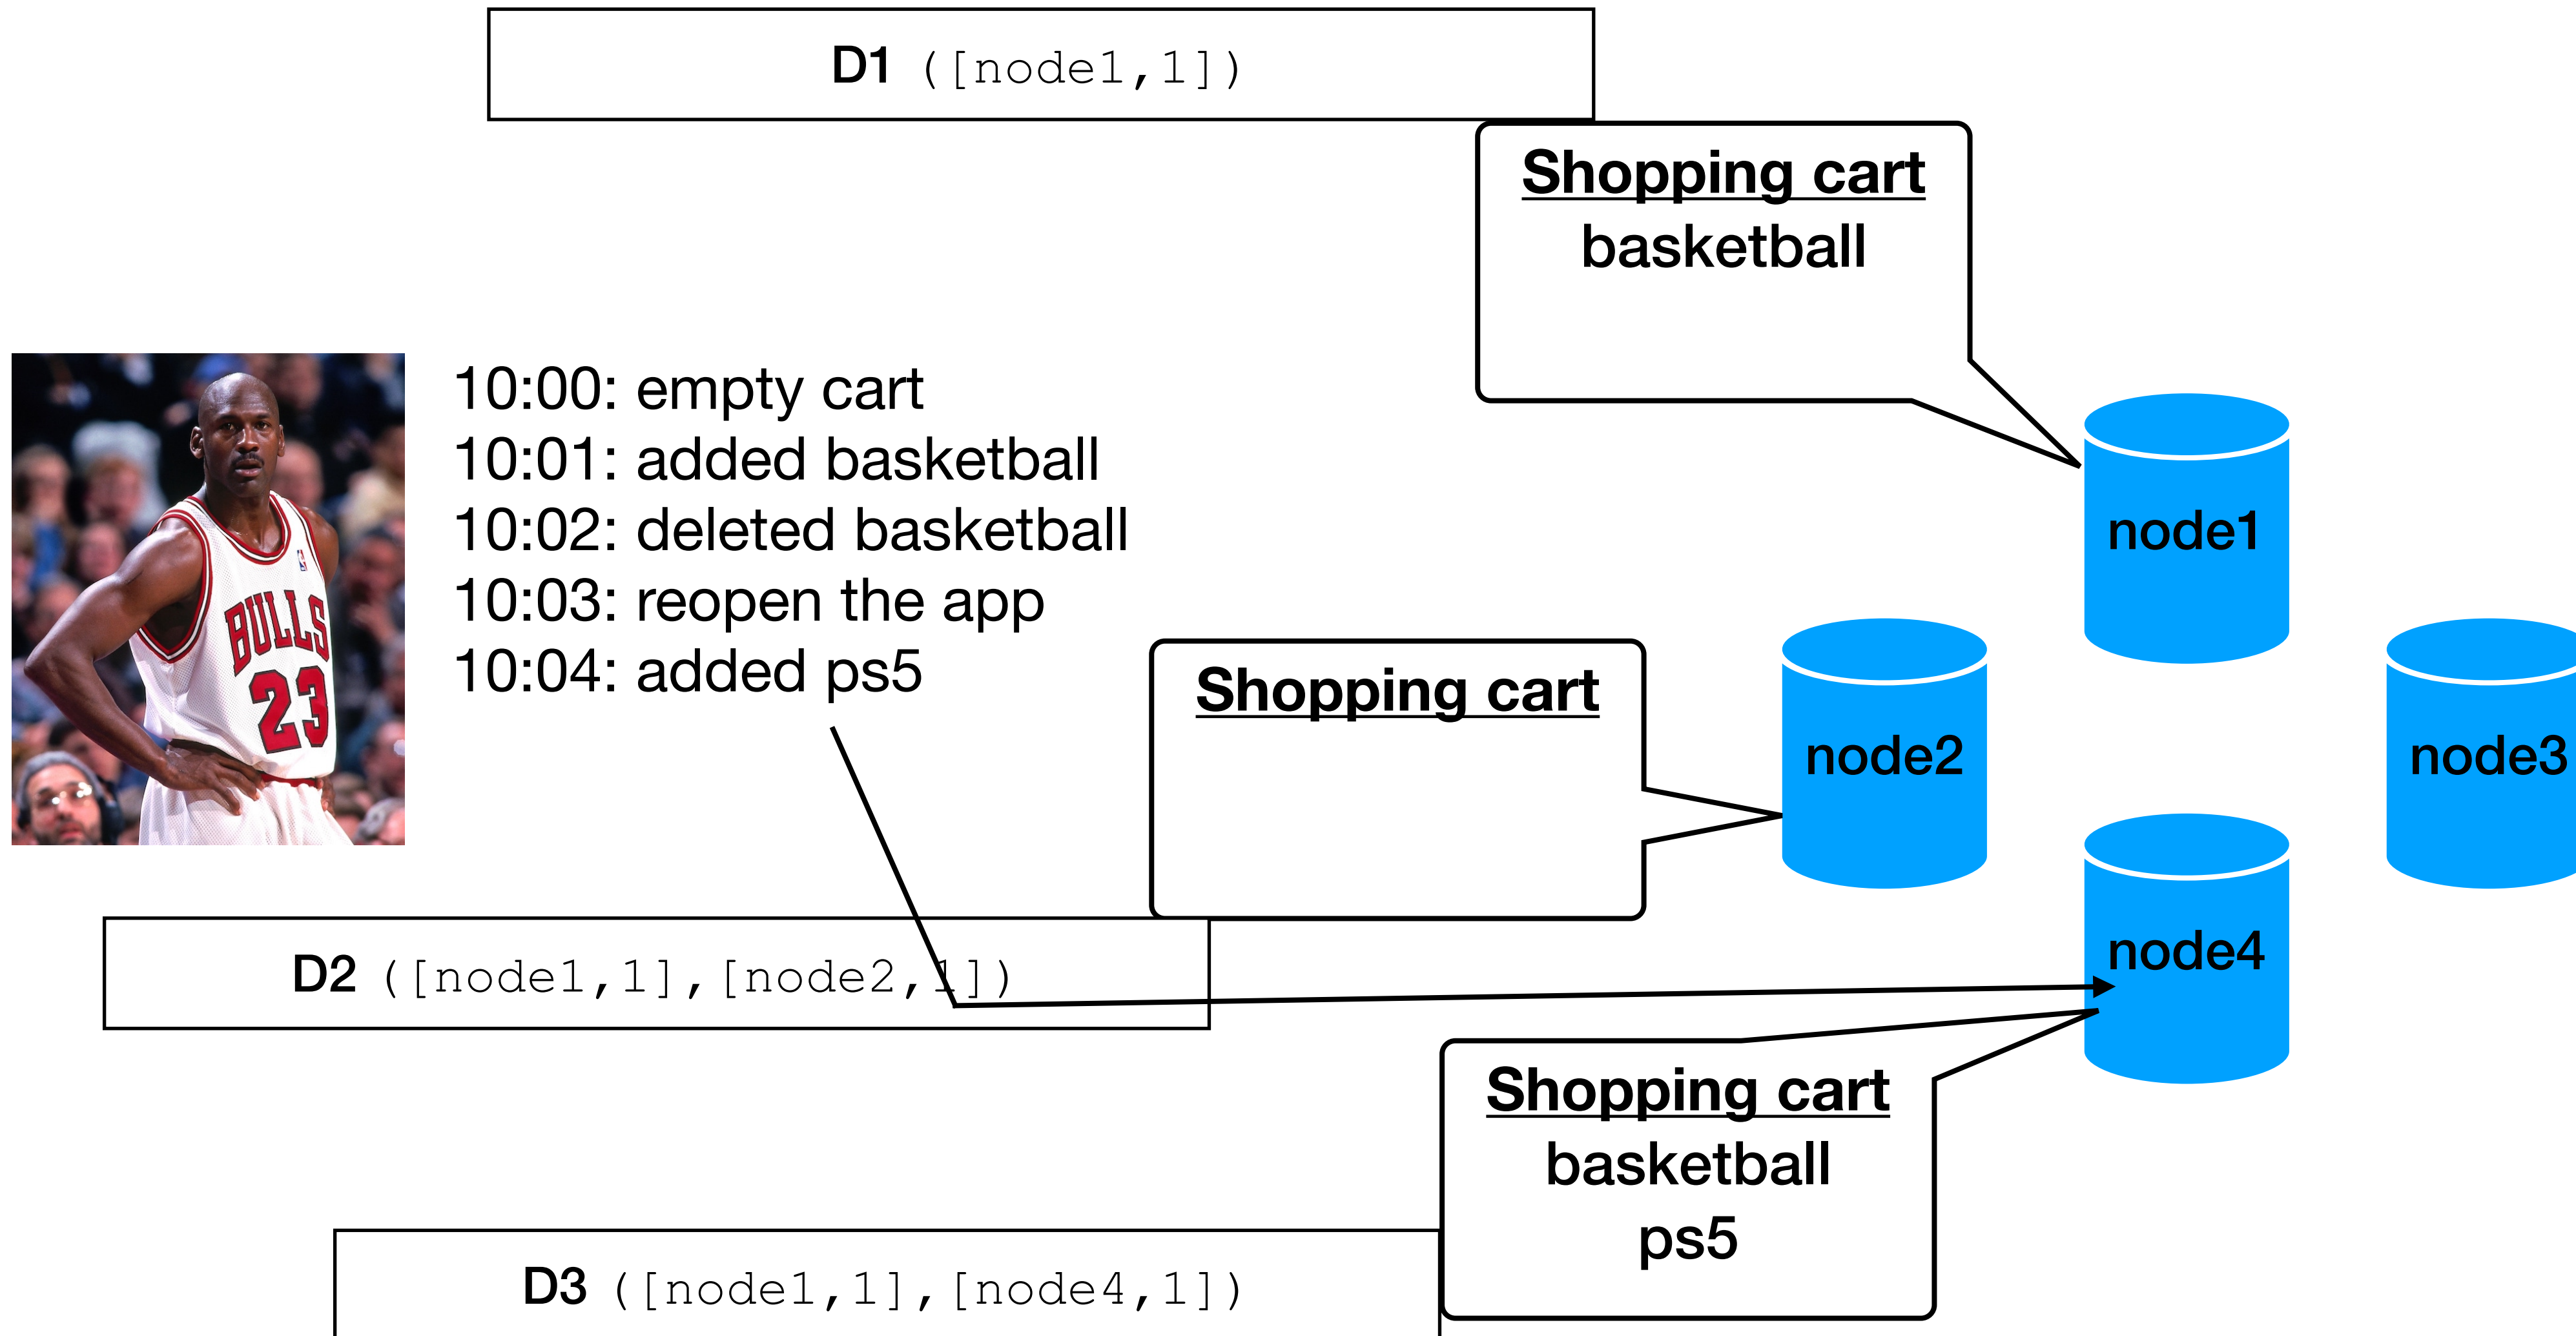 D1 ([node1,1])
Shopping cart
basketball
10:00: empty cart
10:01: added basketball
10:02: deleted basketball
10:03: reopen the app
10:04: added ps5
BULLS
23
node1
Shopping cart
node2
node3
node4
D2 ([node1,1],[node2,1])
Shopping cart
basketball
ps5
D3 ([node1,1],[node4,1])